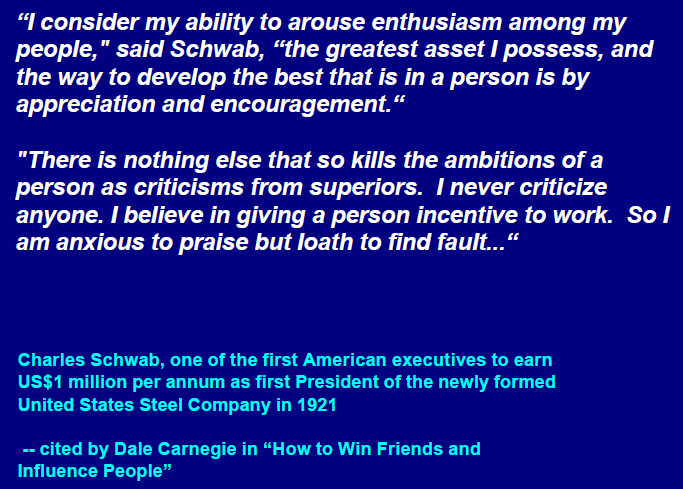 “I consider my ability to arouse enthusiasm among my
people," said Schwab, “the greatest asset I possess, and
the way to develop the best that is in a person is by
appreciation and encouragement.“
"There is nothing else that so kills the ambitions of a
person as criticisms from superiors.  I never criticize
anyone. I believe in giving a person incentive to work.  So I
am anxious to praise but loath to find fault...“
Charles Schwab, one of the first American executives to earn
US$1 million per annum as first President of the newly formed
United States Steel Company in 1921
-- cited by Dale Carnegie in “How to Win Friends and
Influence People”